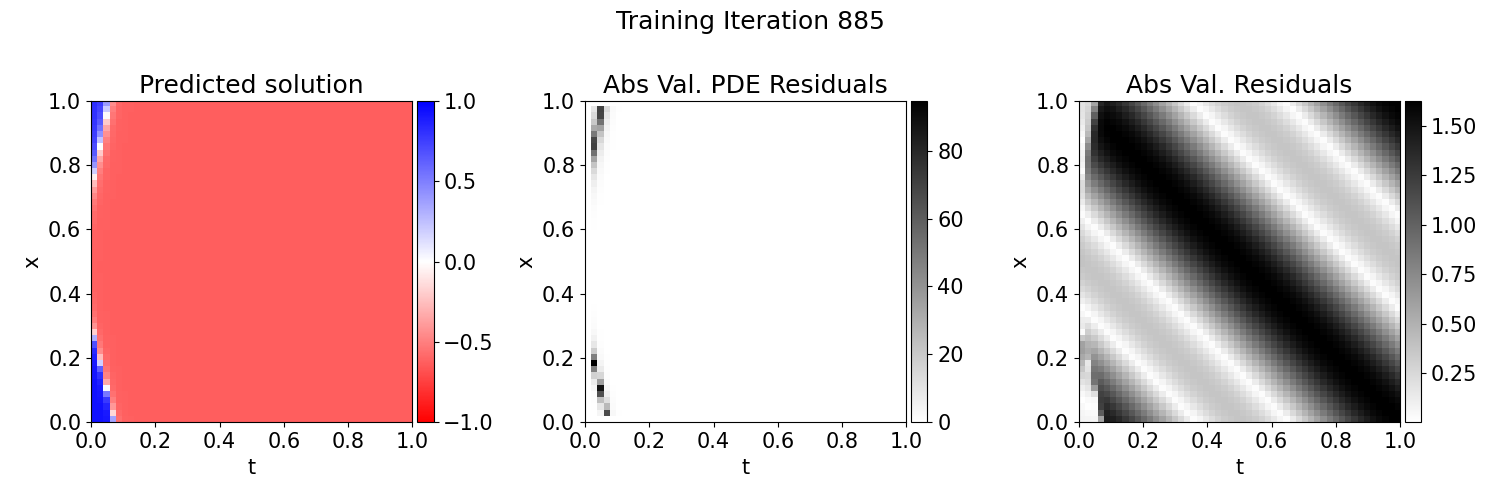 Training Iteration 885
Predicted solution
1.0
0.8
0.6
0.4
0.2
0.0
x
0.0 0.2 0.4 0.6 0.8 1.0
t
1.0
0.5
0.0
−0.5
−1.0
Abs Val. PDE Residuals
1.0
0.8
0.6
0.4
0.2
0.0
x
0.0 0.2 0.4 0.6 0.8 1.0
t
80
60
40
20
0
Abs Val. Residuals
1.0
0.8
0.6
0.4
0.2
0.0
x
0.0 0.2 0.4 0.6 0.8 1.0
t
1.50
1.25
1.00
0.75
0.50
0.25